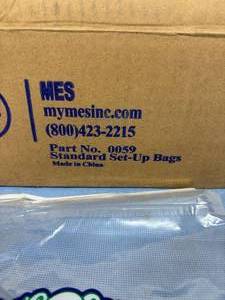 MES
mymesinc.com
(800)423-2215
Part No. 0059
Standard Set-Up Bags
Made in China